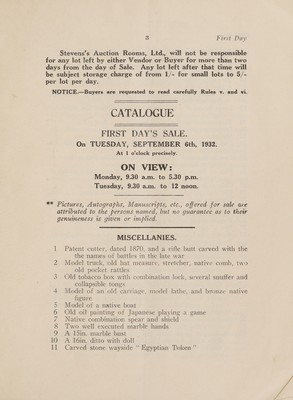 3
First Day
Stevens's Auction Rooms, Ltd., will not be responsible
for any lot left by either Vendor or Buyer for more than two
days from the day of Sale. Any lot left after that time will
be subject storage charge of from 1/- for small lots to 5/-
per lot per day.
NOTICE.—Buyers are requested to read carefully Rules v. and vi.
CATALOGUE
FIRST DAY'S SALE.
On TUESDAY, SEPTEMBER 6th, 1932.
At 1 o'clock precisely.
ON VIEW:
Monday, 9.30 a.m. to 5.30 p.m.
Tuesday, 9.30 a.m. to 12 noon.
** Pictures, Autographs, Manuscripts, etc., offered for sale are
attributed to the persons named, but no guarantee as to their
genuineness is given or implied.
MISCELLANIES.
1 Patent cutter, dated 1870, and a rifle butt carved with the
the names of battles in the late war
2 Model truck, old hat measure, stretcher, native comb, two
old pocket rattles
3 Old tobacco box with combination lock, several snuffer and
collapsible tongs
4 Model of an old carriage, model lathe, and bronze native
figure
5 Model of a native boat
6 Old oil painting of Japanese playing a game
7 Native combination spear and shield
8 Two well executed marble hands
9 A 15in. marble bust
10 A 16in. ditto with doll
11 Carved stone wayside "Egyptian Token"